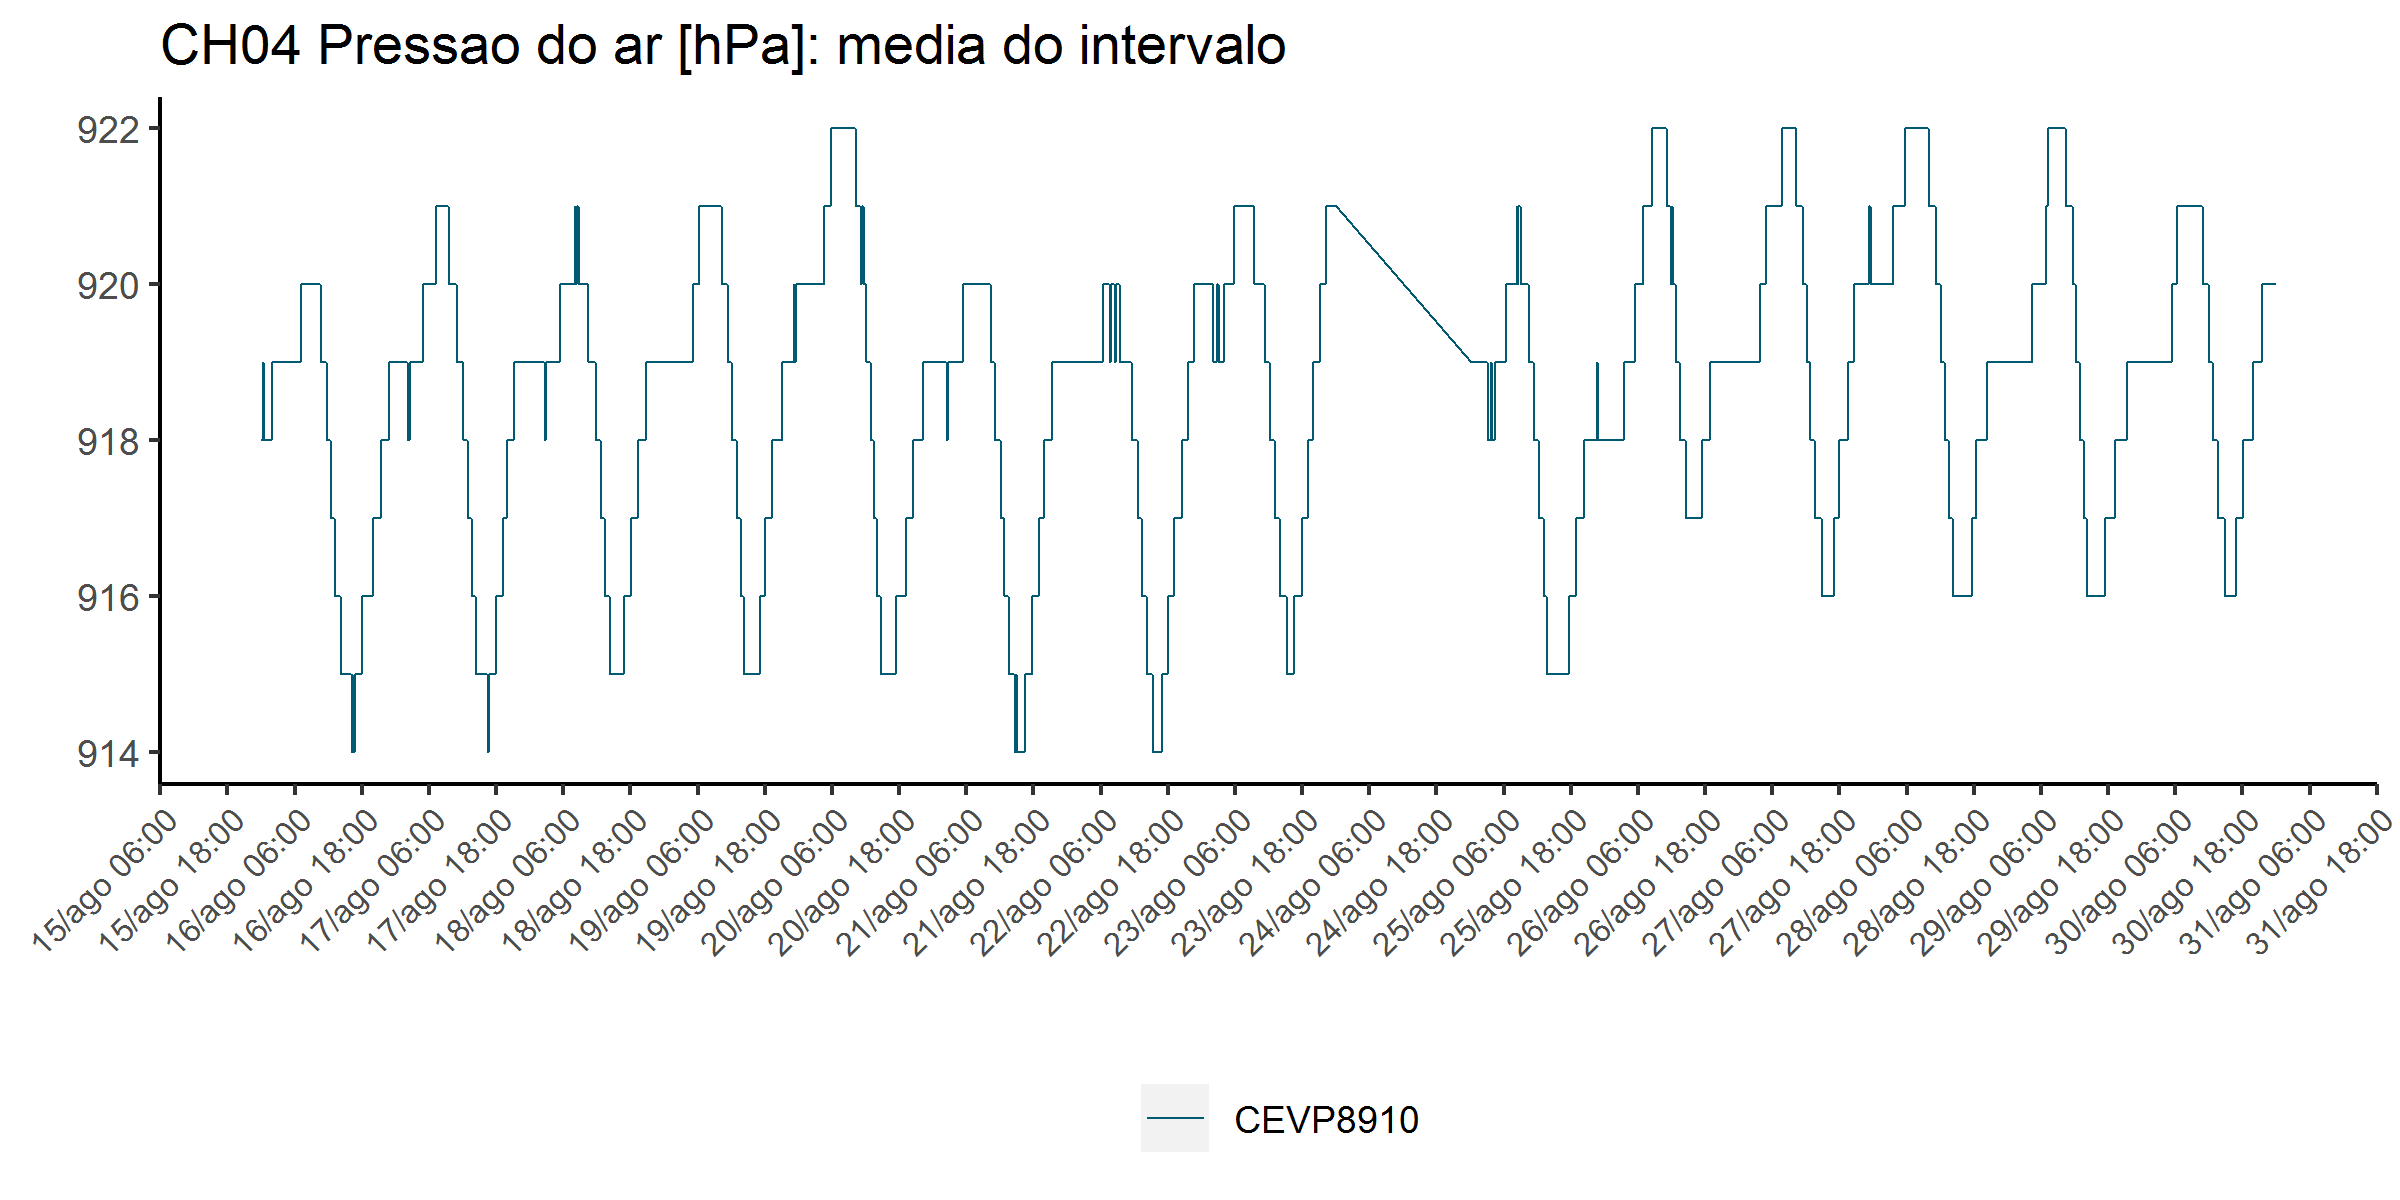 CH04 Pressao do ar [hPa]: media do intervalo
922
920
918
916
914
15/ago 06:00
15/ago 18:00
16/ago 06:00
16/ago 18:00
17/ago 06:00
17/ago 18:00
18/ago 06:00
18/ago 18:00
19/ago 06:00
19/ago 18:00
20/ago 06:00
20/ago 18:00
21/ago 06:00
21/ago 18:00
22/ago 06:00
22/ago 18:00
23/ago 06:00
23/ago 18:00
24/ago 06:00
24/ago 18:00
25/ago 06:00
25/ago 18:00
26/ago 06:00
26/ago 18:00
27/ago 06:00
27/ago 18:00
28/ago 06:00
28/ago 18:00
29/ago 06:00
29/ago 18:00
30/ago 06:00
30/ago 18:00
31/ago 06:00
31/ago 18:00
CEVP8910